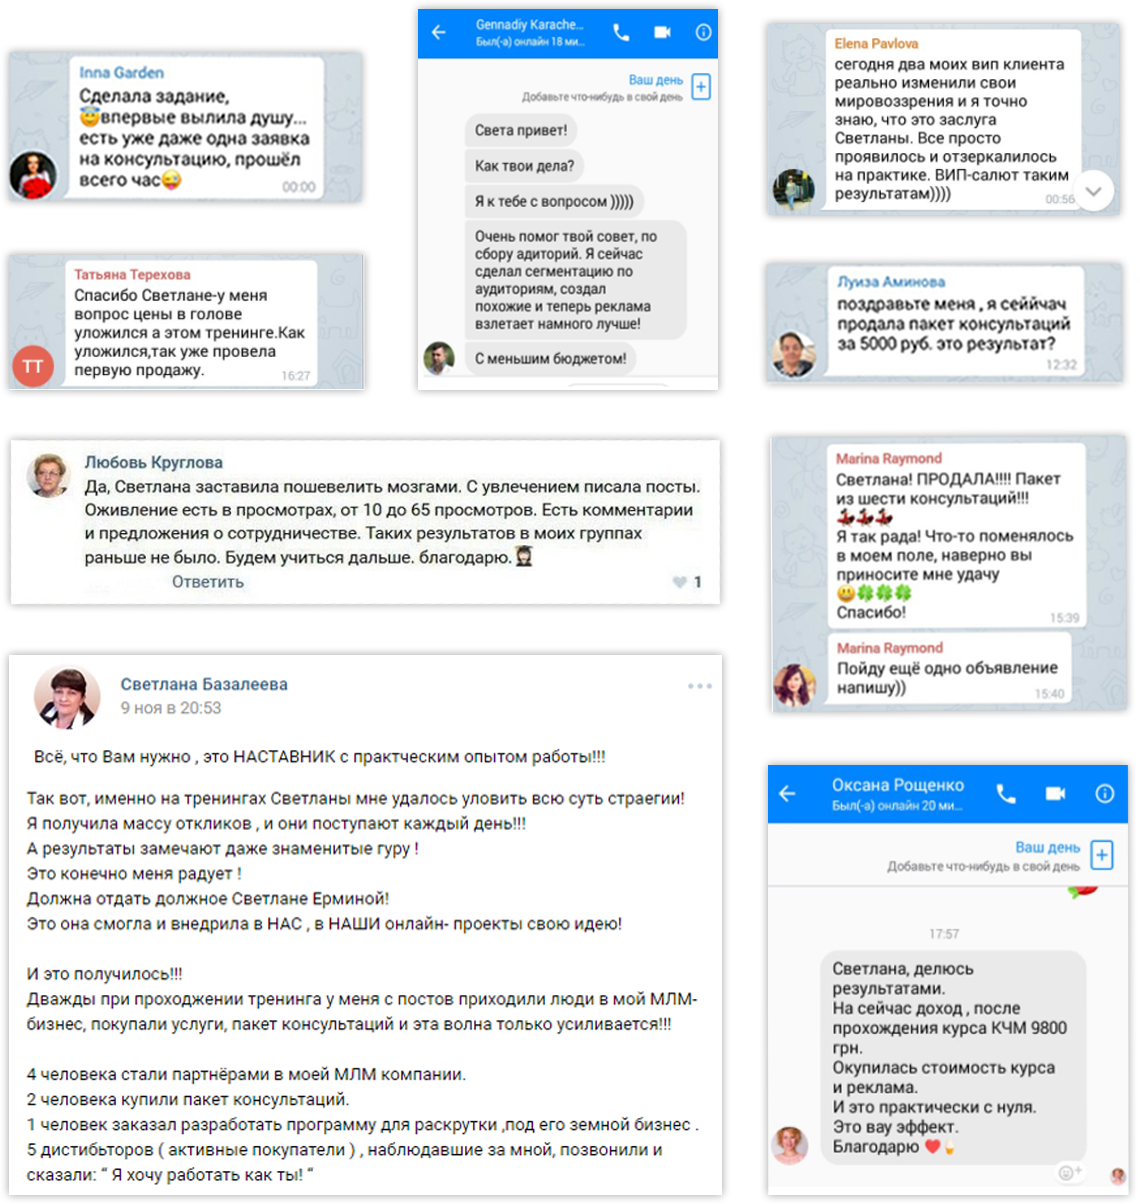 Inna Garden
Сделала задание,
😇впервые вылила душу...
есть уже даже одна заявка
на консультацию, прошёл
всего час😜
00:00
Татьяна Терехова
Спасибо Светлане-у меня
вопрос цены в голове
уложился а этом тренинге.Как
уложился,так уже провела
первую продажу.
ТТ
16:27
Gennadiy Karache...
Был(-а) онлайн 18 ми...
Ваш день
Добавьте что-нибудь в свой день
Света привет!
Как твои дела?
Я к тебе с вопросом )))))
Очень помог твой совет, по
сбору адиторий. Я сейчас
сделал сегментацию по
аудиториям, создал
похожие и теперь реклама
взлетает намного лучше!
С меньшим бюджетом!
Elena Pavlova
сегодня два моих вип клиента
реально изменили свои
мировоззрения и я точно
знаю, что это заслуга
Светланы. Все просто
проявилось и отзеркалилось
на практике. ВИП-салют таким
результатам))))
00:56
Луиза Аминова
поздравьте меня , я сеййчач
продала пакет консультаций
за 5000 руб. это результат?
12:32
Любовь Круглова
Да, Светлана заставила пошевелить мозгами. С увлечением писала посты.
Оживление есть в просмотрах, от 10 до 65 просмотров. Есть комментарии
и предложения о сотрудничестве. Таких результатов в моих группах
раньше не было. Будем учиться дальше. благодарю.👩‍🎓
Ответить
1
Marina Raymond
Светлана! ПРОДАЛА!!!! Пакет
из шести консультаций!!!
💃💃💃
Я так рада! Что-то поменялось
в моем поле, наверно вы
приносите мне удачу
😃🍀🍀🍀
Спасибо!
15:39
Marina Raymond
Пойду ещё одно объявление
напишу))
15:40
Светлана Базалеева
9 ноя в 20:53
Всё, что Вам нужно , это НАСТАВНИК с практческим опытом работы!!!
Так вот, именно на тренингах Светланы мне удалось уловить всю суть страегии!
Я получила массу откликов , и они поступают каждый день!!!
А результаты замечают даже знаменитые гуру !
Это конечно меня радует !
Должна отдать должное Светлане Ерминой!
Это она смогла и внедрила в НАС , в НАШИ онлайн- проекты свою идею!
И это получилось!!!
Дважды при проходжении тренинга у меня с постов приходили люди в мой МЛМ-
бизнес, покупали услуги, пакет консультаций и эта волна только усиливается!!!
4 человека стали партнёрами в моей МЛМ компании.
2 человека купили пакет консультаций.
1 человек заказал разработать программу для раскрутки ,под его земной бизнес .
5 дистибьторов ( активные покупатели ) , наблюдавшие за мной, позвонили и
сказали: “ Я хочу работать как ты! “
Оксана Рощенко
Был(-а) онлайн 20 ми...
Ваш день
Добавьте что-нибудь в свой день
17:57
Светлана, делюсь
результатами.
На сейчас доход , после
прохождения курса КЧМ 9800
грн.
Окупилась стоимость курса
и реклама.
И это практически с нуля.
Это вау эффект.
Благодарю ❤🍦